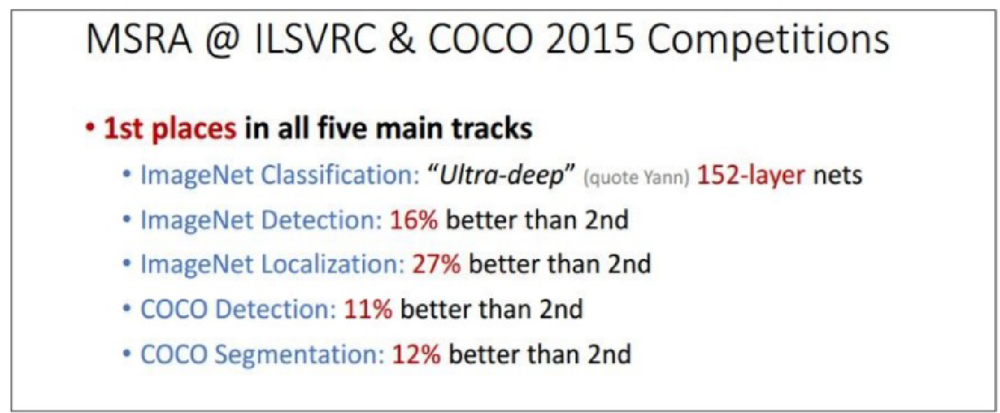 MSRA @ ILSVRC & COCO 2015 Competitions
• 1st places in all five main tracks
• ImageNet Classification: “Ultra-deep” (quote Yann) 152-layer nets
• ImageNet Detection: 16% better than 2nd
• ImageNet Localization: 27% better than 2nd
• COCO Detection: 11% better than 2nd
• COCO Segmentation: 12% better than 2nd